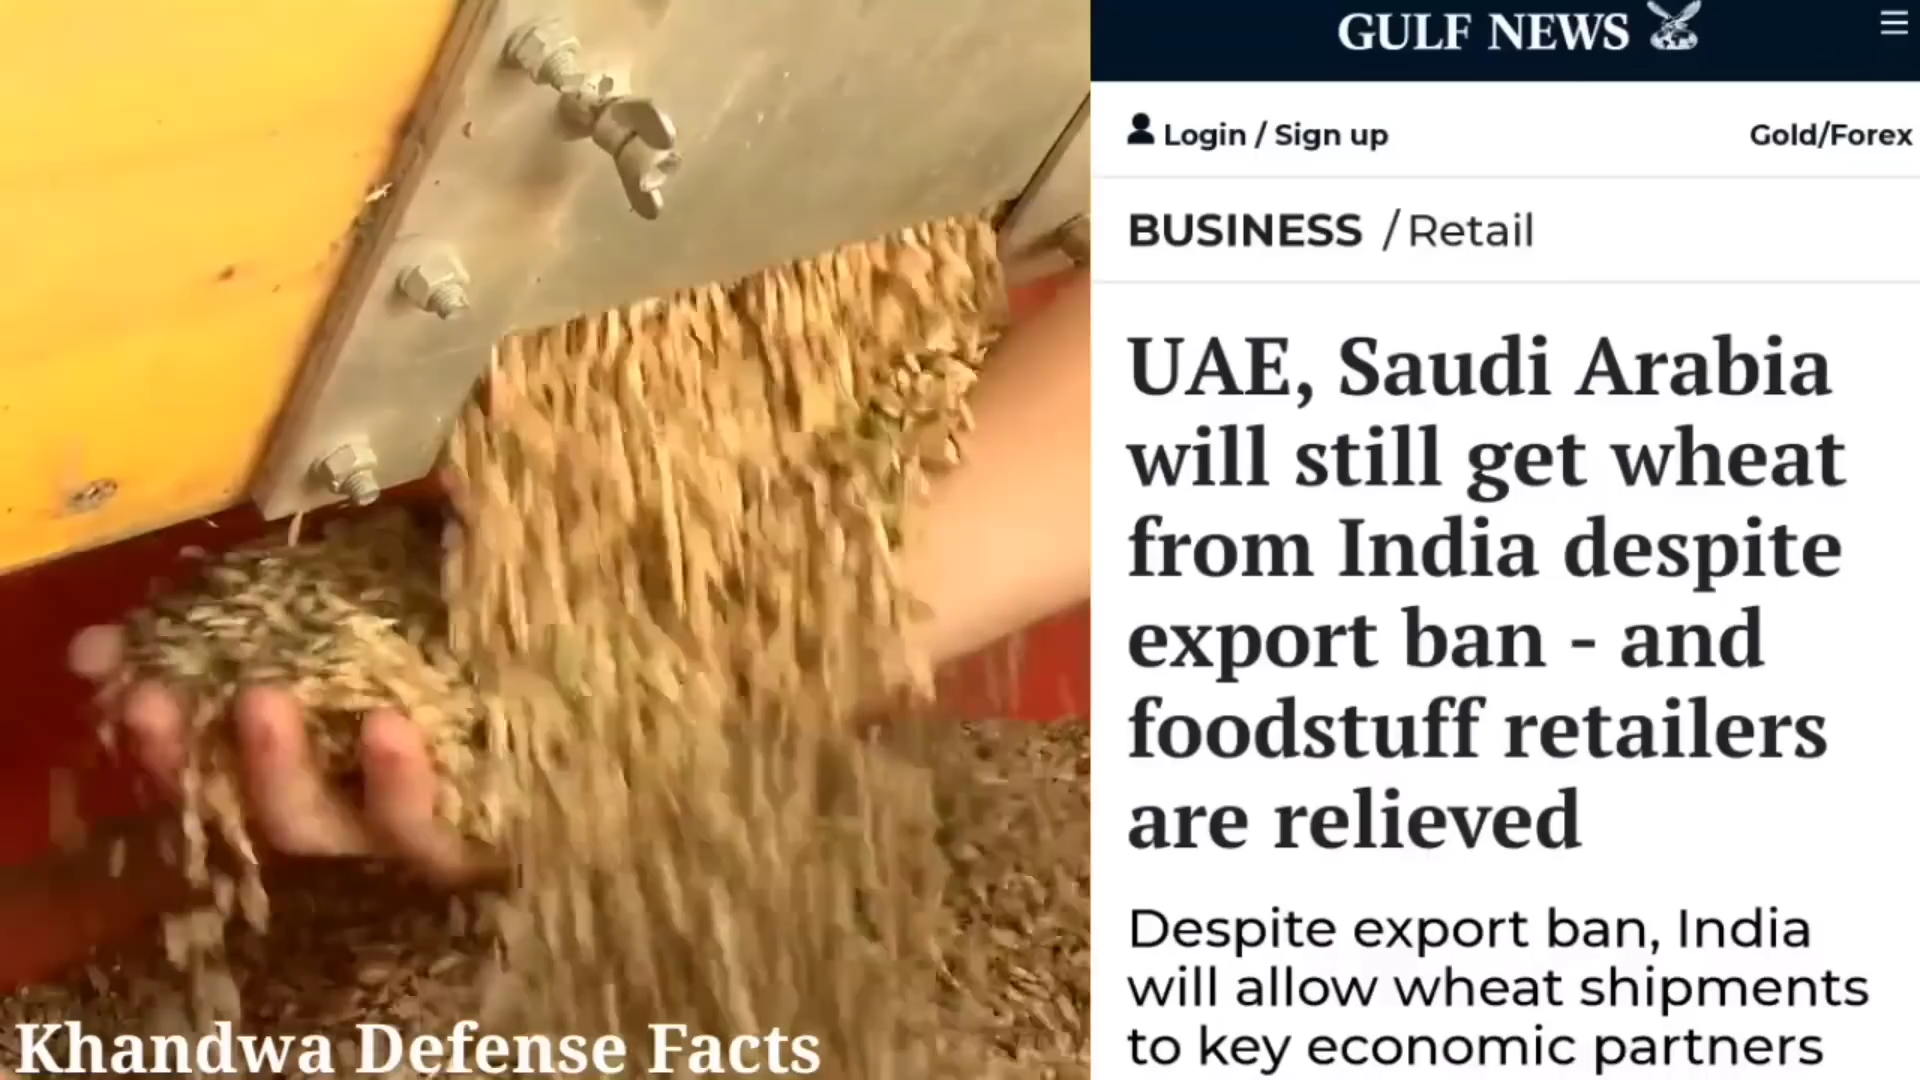 GULF NEWS
Login / Sign up
Gold/Forex
BUSINESS / Retail
UAE, Saudi Arabia
will still get wheat
from India despite
export ban - and
foodstuff retailers
are relieved
Despite export ban, India
will allow wheat shipments
to key economic partners
Khandwa Defense Facts